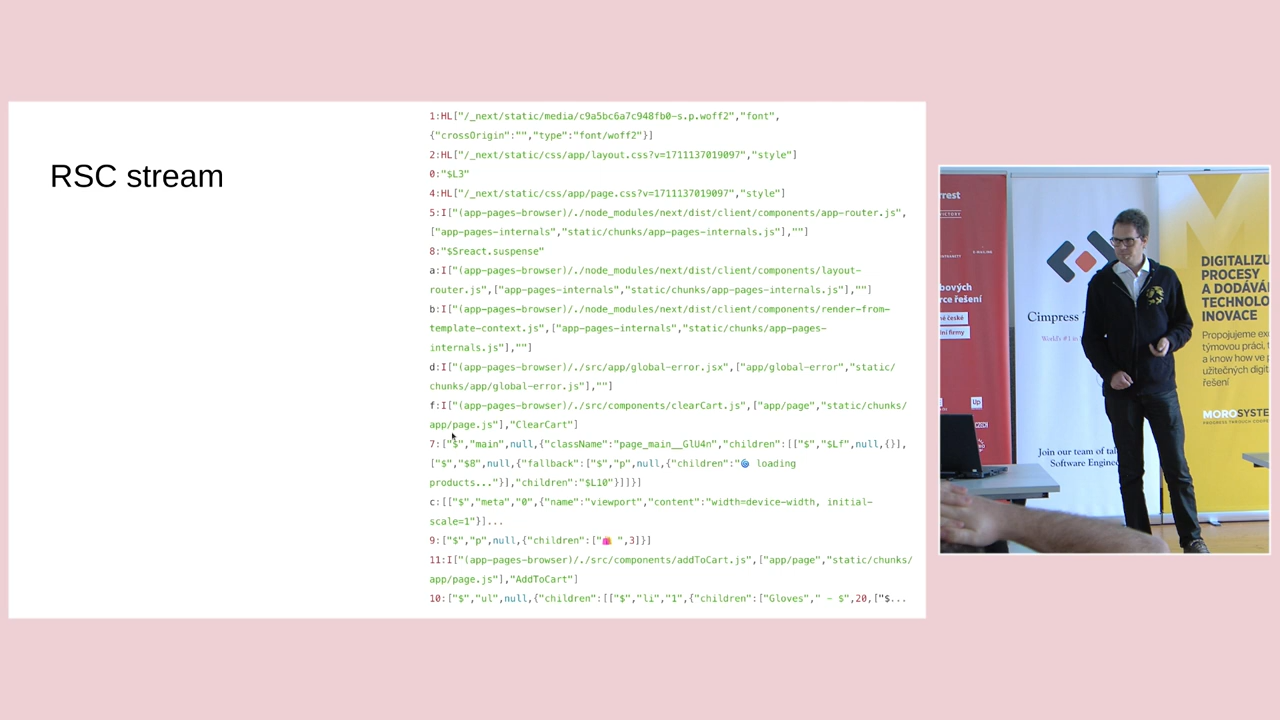 RSC stream
1:HL["/_next/static/media/c9a5bc6a7c948fb0-s.p.woff2","font",
{"crossOrigin":"","type":"font/woff2"}]
2:HL["/_next/static/css/app/layout.css?v=1711137019097","style"]
0:"$L3"
4:HL["/_next/static/css/app/page.css?v=1711137019097","style"]
5:I["(app-pages-browser)/./node_modules/next/dist/client/components/app-router.js",
["app-pages-internals","static/chunks/app-pages-internals.js"],""]
8:"$Sreact.suspense"
a:I["(app-pages-browser)/./node_modules/next/dist/client/components/layout-
router.js",["app-pages-internals","static/chunks/app-pages-internals.js"],""]
b:I["(app-pages-browser)/./node_modules/next/dist/client/components/render-from-
template-context.js",["app-pages-internals","static/chunks/app-pages-
internals.js"],""]
d:I["(app-pages-browser)/./src/app/global-error.jsx",["app/global-error","static/
chunks/app/global-error.js"],""]
f:I["(app-pages-browser)/./src/components/clearCart.js",["app/page","static/chunks/
app/page.js"],"ClearCart"]
7:["$","main",null,{"className":"page_main__GlU4n","children":[["$","$Lf",null,{}],
["$","$8",null,{"fallback":["$","p",null,{"children":"🌀 loading
products..."}],"children":"$L10"}]]}]
c:[["$","meta","0",{"name":"viewport","content":"width=device-width, initial-
scale=1"}]...
9:["$","p",null,{"children":["🛍️ ",3]}]
11:I["(app-pages-browser)/./src/components/addToCart.js",["app/page","static/chunks/
app/page.js"],"AddToCart"]
10:["$","ul",null,{"children":[["$","li","1",{"children":["Gloves"," - $",20,["$...
Cimpress
Join our team of
Software
DIGITALIZU
PROCESY
A DODÁVÁ
TECHNOLO
INOVACE
Propojujeme
týmovou práci,
a know how ve
užitečných digit
řešení
MOROSYSTE